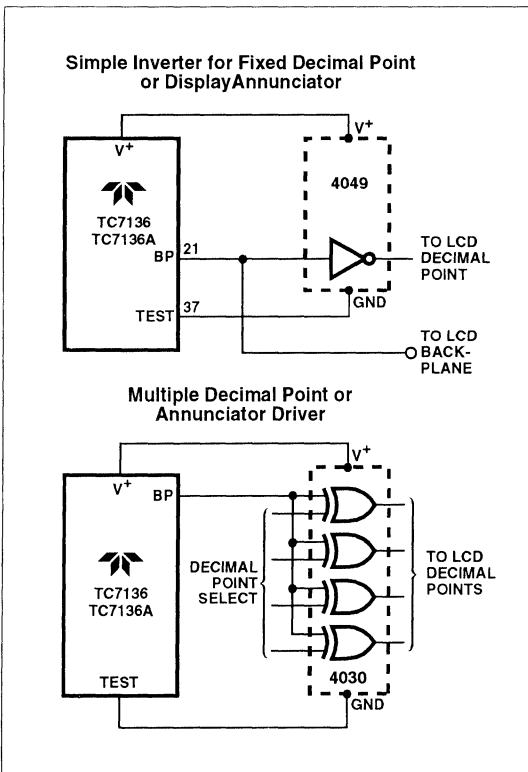 Simple Inverter for Fixed Decimal Point
or DisplayAnnunciator
V+
V+
4049
TC7136
TC7136A
BP
21
TO LCD
DECIMAL
POINT
GND
37
TEST
TO LCD
BACK-
PLANE
Multiple Decimal Point or
Annunciator Driver
V+
V+
BP
DECIMAL
POINT
SELECT
TO LCD
DECIMAL
POINTS
TC7136
TC7136A
TEST
4030
GND